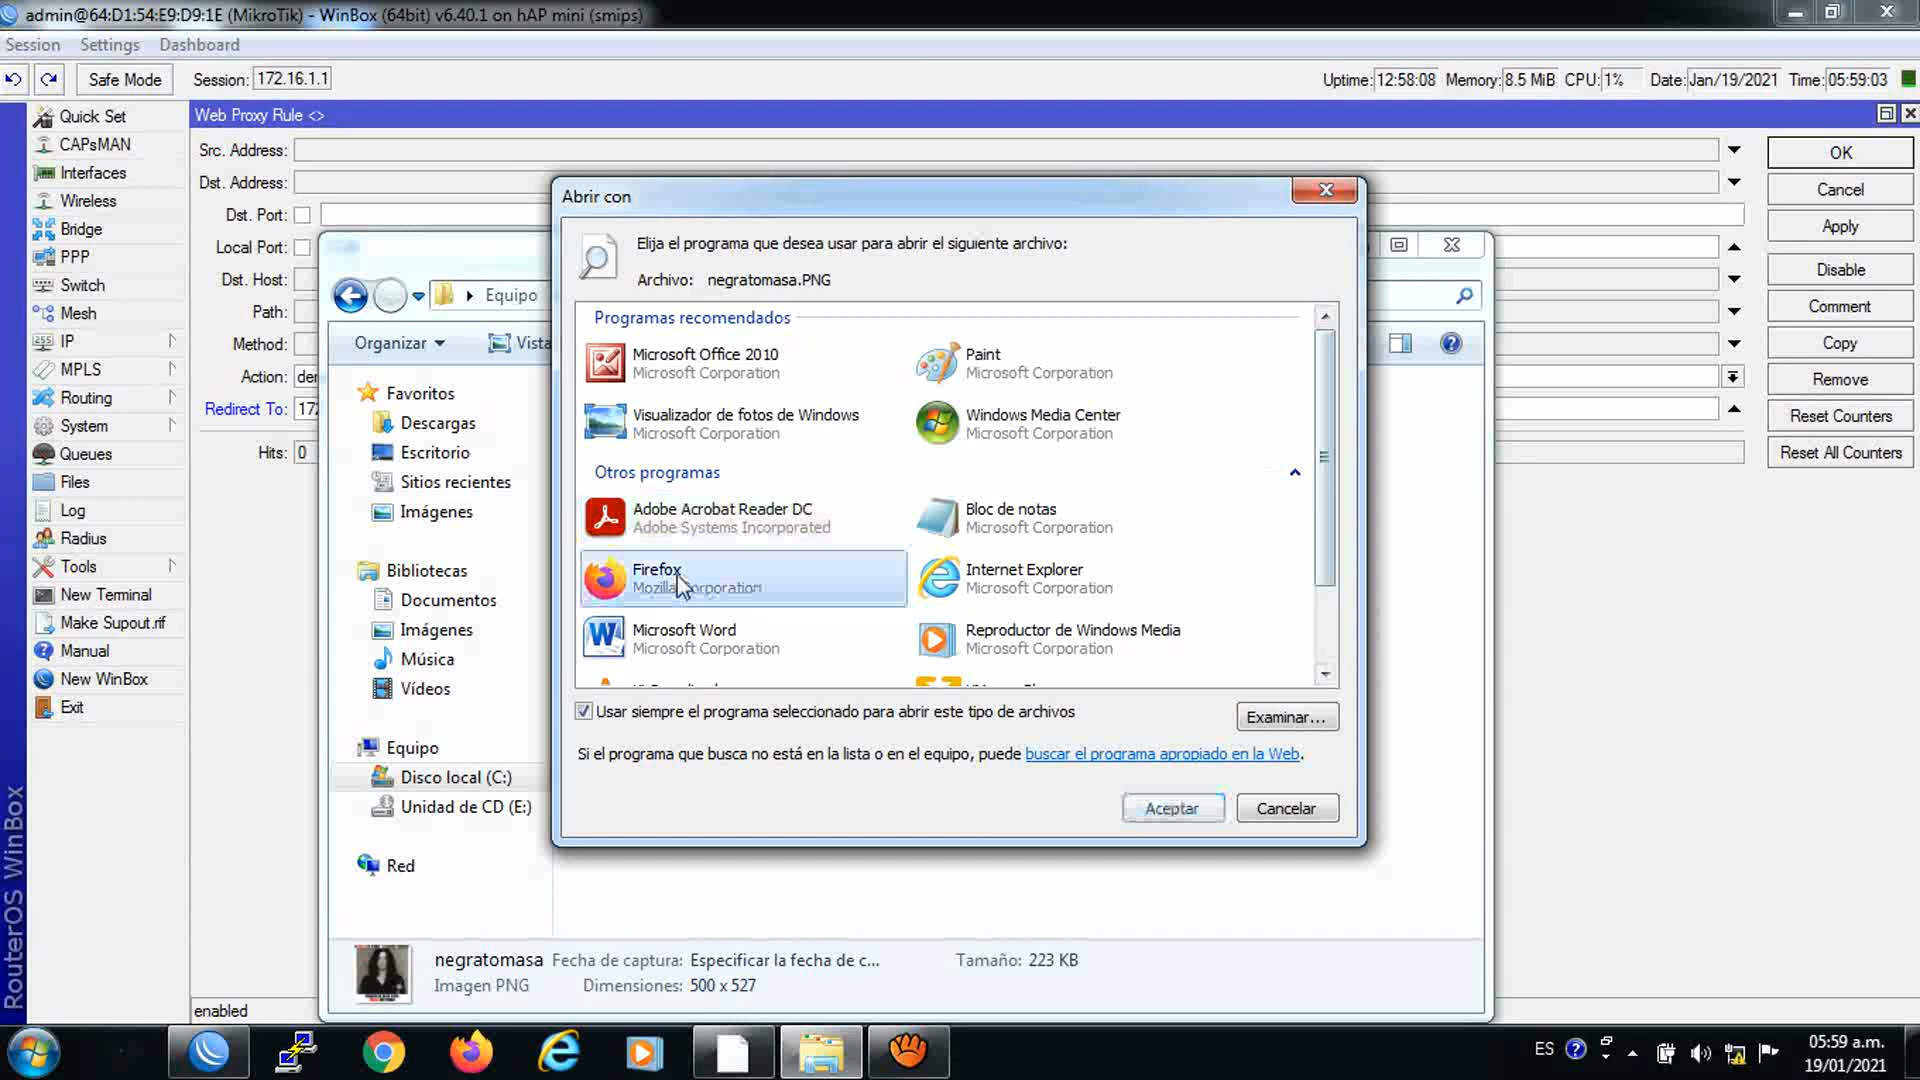 admin@64:D1:54:E9:D9:1E (MikroTik) - WinBox (64bit) v6.40.1 on hAP mini (smips)
Session Settings Dashboard
Safe Mode Session: 172.16.1.1 Uptime: 12:58:08 Memory: 8.5 MiB CPU: 1% Date: Jan/19/2021 Time: 05:59:03
Quick Set
CAPsMAN
Interfaces
Wireless
Bridge
PPP
Switch
Mesh
IP
MPLS
Routing
System
Queues
Files
Log
Radius
Tools
New Terminal
Make Supout.rif
Manual
New WinBox
Exit
RouterOS WinBox
Web Proxy Rule <>
Src. Address:
Dst. Address:
Dst. Port:
Local Port:
Dst. Host:
Path:
Method:
Action:
Redirect To:
Hits: 0
enabled
OK
Cancel
Apply
Disable
Comment
Copy
Remove
Reset Counters
Reset All Counters
Equipo
Organizar
Favoritos
Descargas
Escritorio
Sitios recientes
Imágenes
Bibliotecas
Documentos
Imágenes
Música
Vídeos
Equipo
Disco local (C:)
Unidad de CD (E:)
Red
negratomasa Fecha de captura: Especificar la fecha de c... Tamaño: 223 KB
Imagen PNG Dimensiones: 500 x 527
Abrir con
Elija el programa que desea usar para abrir el siguiente archivo:
Archivo: negratomasa.PNG
Programas recomendados
Microsoft Office 2010
Microsoft Corporation
Paint
Microsoft Corporation
Visualizador de fotos de Windows
Microsoft Corporation
Windows Media Center
Microsoft Corporation
Otros programas
Adobe Acrobat Reader DC
Adobe Systems Incorporated
Bloc de notas
Microsoft Corporation
Firefox
Mozilla Corporation
Internet Explorer
Microsoft Corporation
Microsoft Word
Microsoft Corporation
Reproductor de Windows Media
Microsoft Corporation
Usar siempre el programa seleccionado para abrir este tipo de archivos
Examinar...
Si el programa que busca no está en la lista o en el equipo, puede buscar el programa apropiado en la Web.
Aceptar Cancelar
ES
05:59 a.m.
19/01/2021